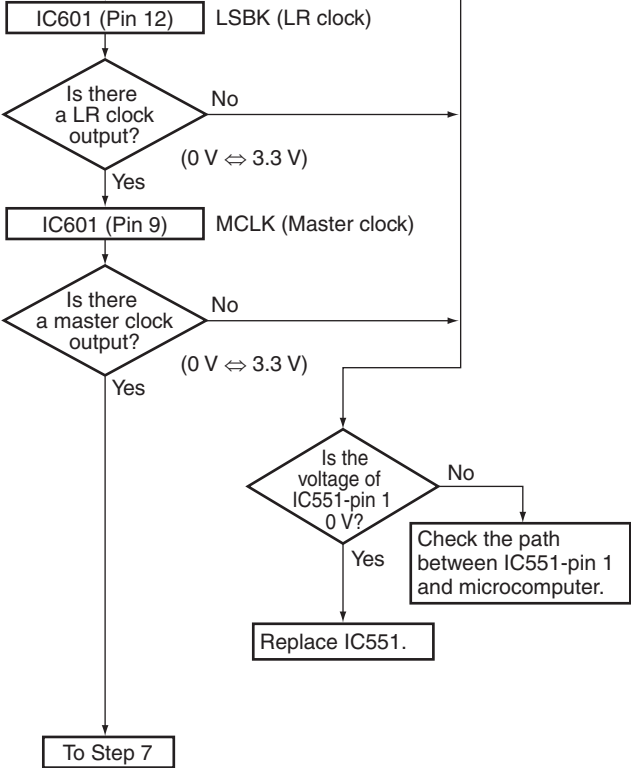 IC601 (Pin 12)
LSBK (LR clock)
Is there
a LR clock
output?
No
(0 V ⇔ 3.3 V)
Yes
IC601 (Pin 9)
MCLK (Master clock)
Is there
a master clock
output?
No
(0 V ⇔ 3.3 V)
Yes
Is the
voltage of
IC551-pin 1
0 V?
No
Check the path
between IC551-pin 1
and microcomputer.
Yes
Replace IC551.
To Step 7